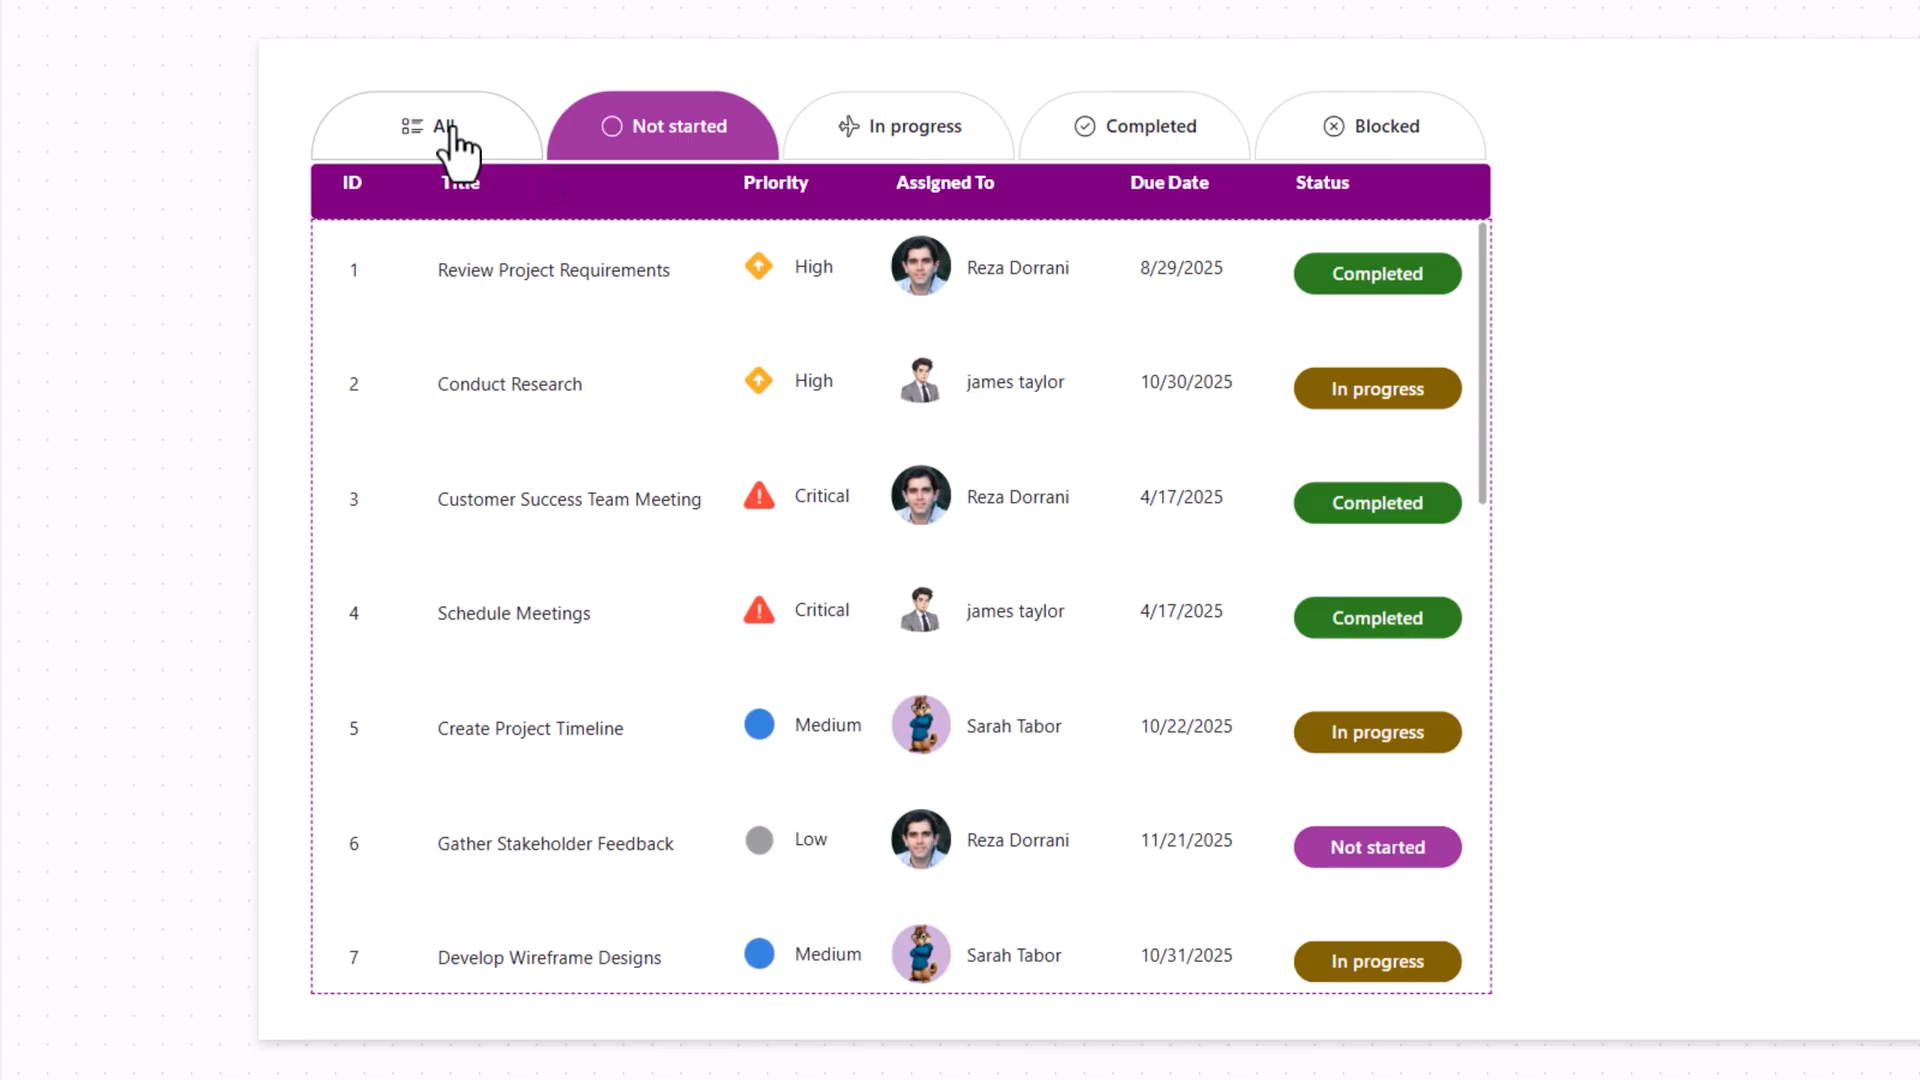 All Not started In progress Completed Blocked
ID Title Priority Assigned To Due Date Status
1 Review Project Requirements High Reza Dorrani 8/29/2025 Completed
2 Conduct Research High james taylor 10/30/2025 In progress
3 Customer Success Team Meeting Critical Reza Dorrani 4/17/2025 Completed
4 Schedule Meetings Critical james taylor 4/17/2025 Completed
5 Create Project Timeline Medium Sarah Tabor 10/22/2025 In progress
6 Gather Stakeholder Feedback Low Reza Dorrani 11/21/2025 Not started
7 Develop Wireframe Designs Medium Sarah Tabor 10/31/2025 In progress